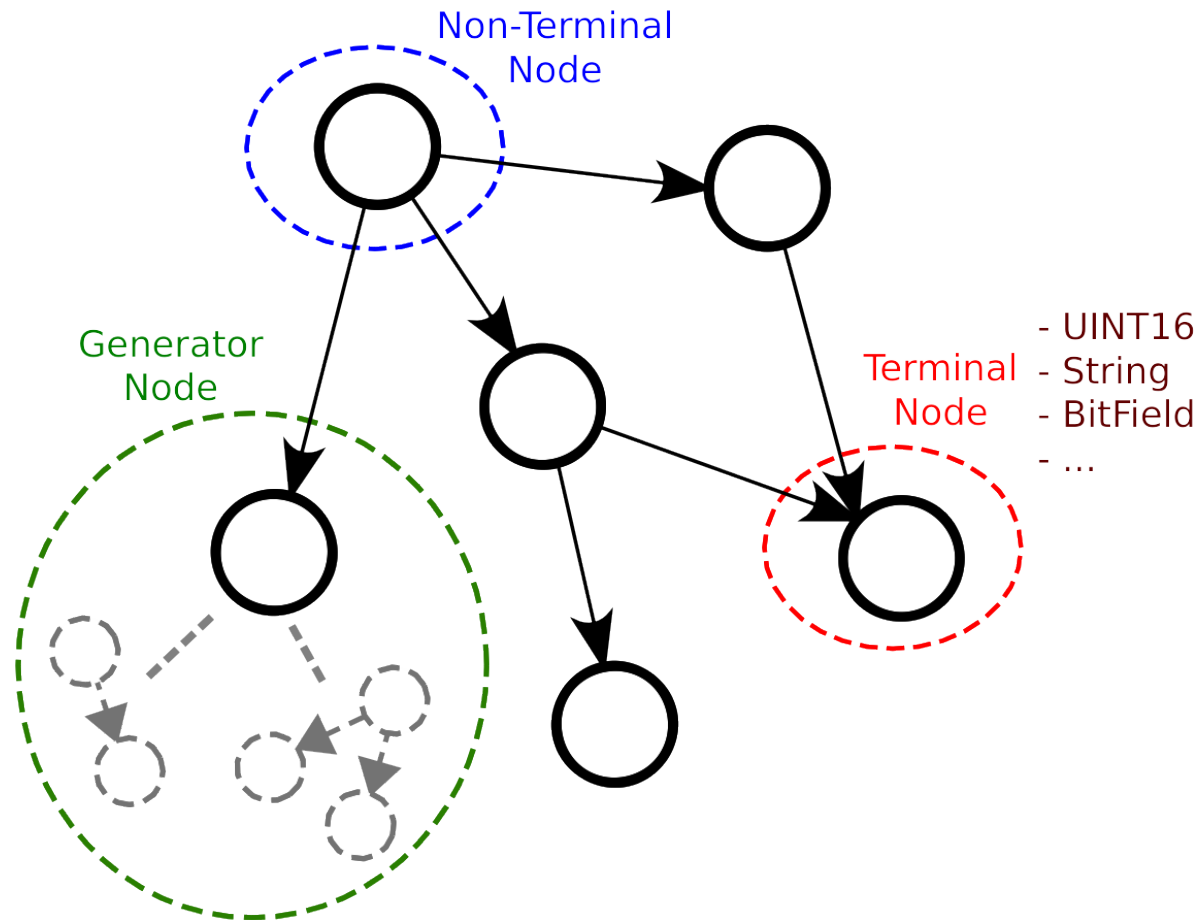 Non-Terminal
Node
Generator
Node
Terminal
Node
- UINT16
- String
- BitField
- ...